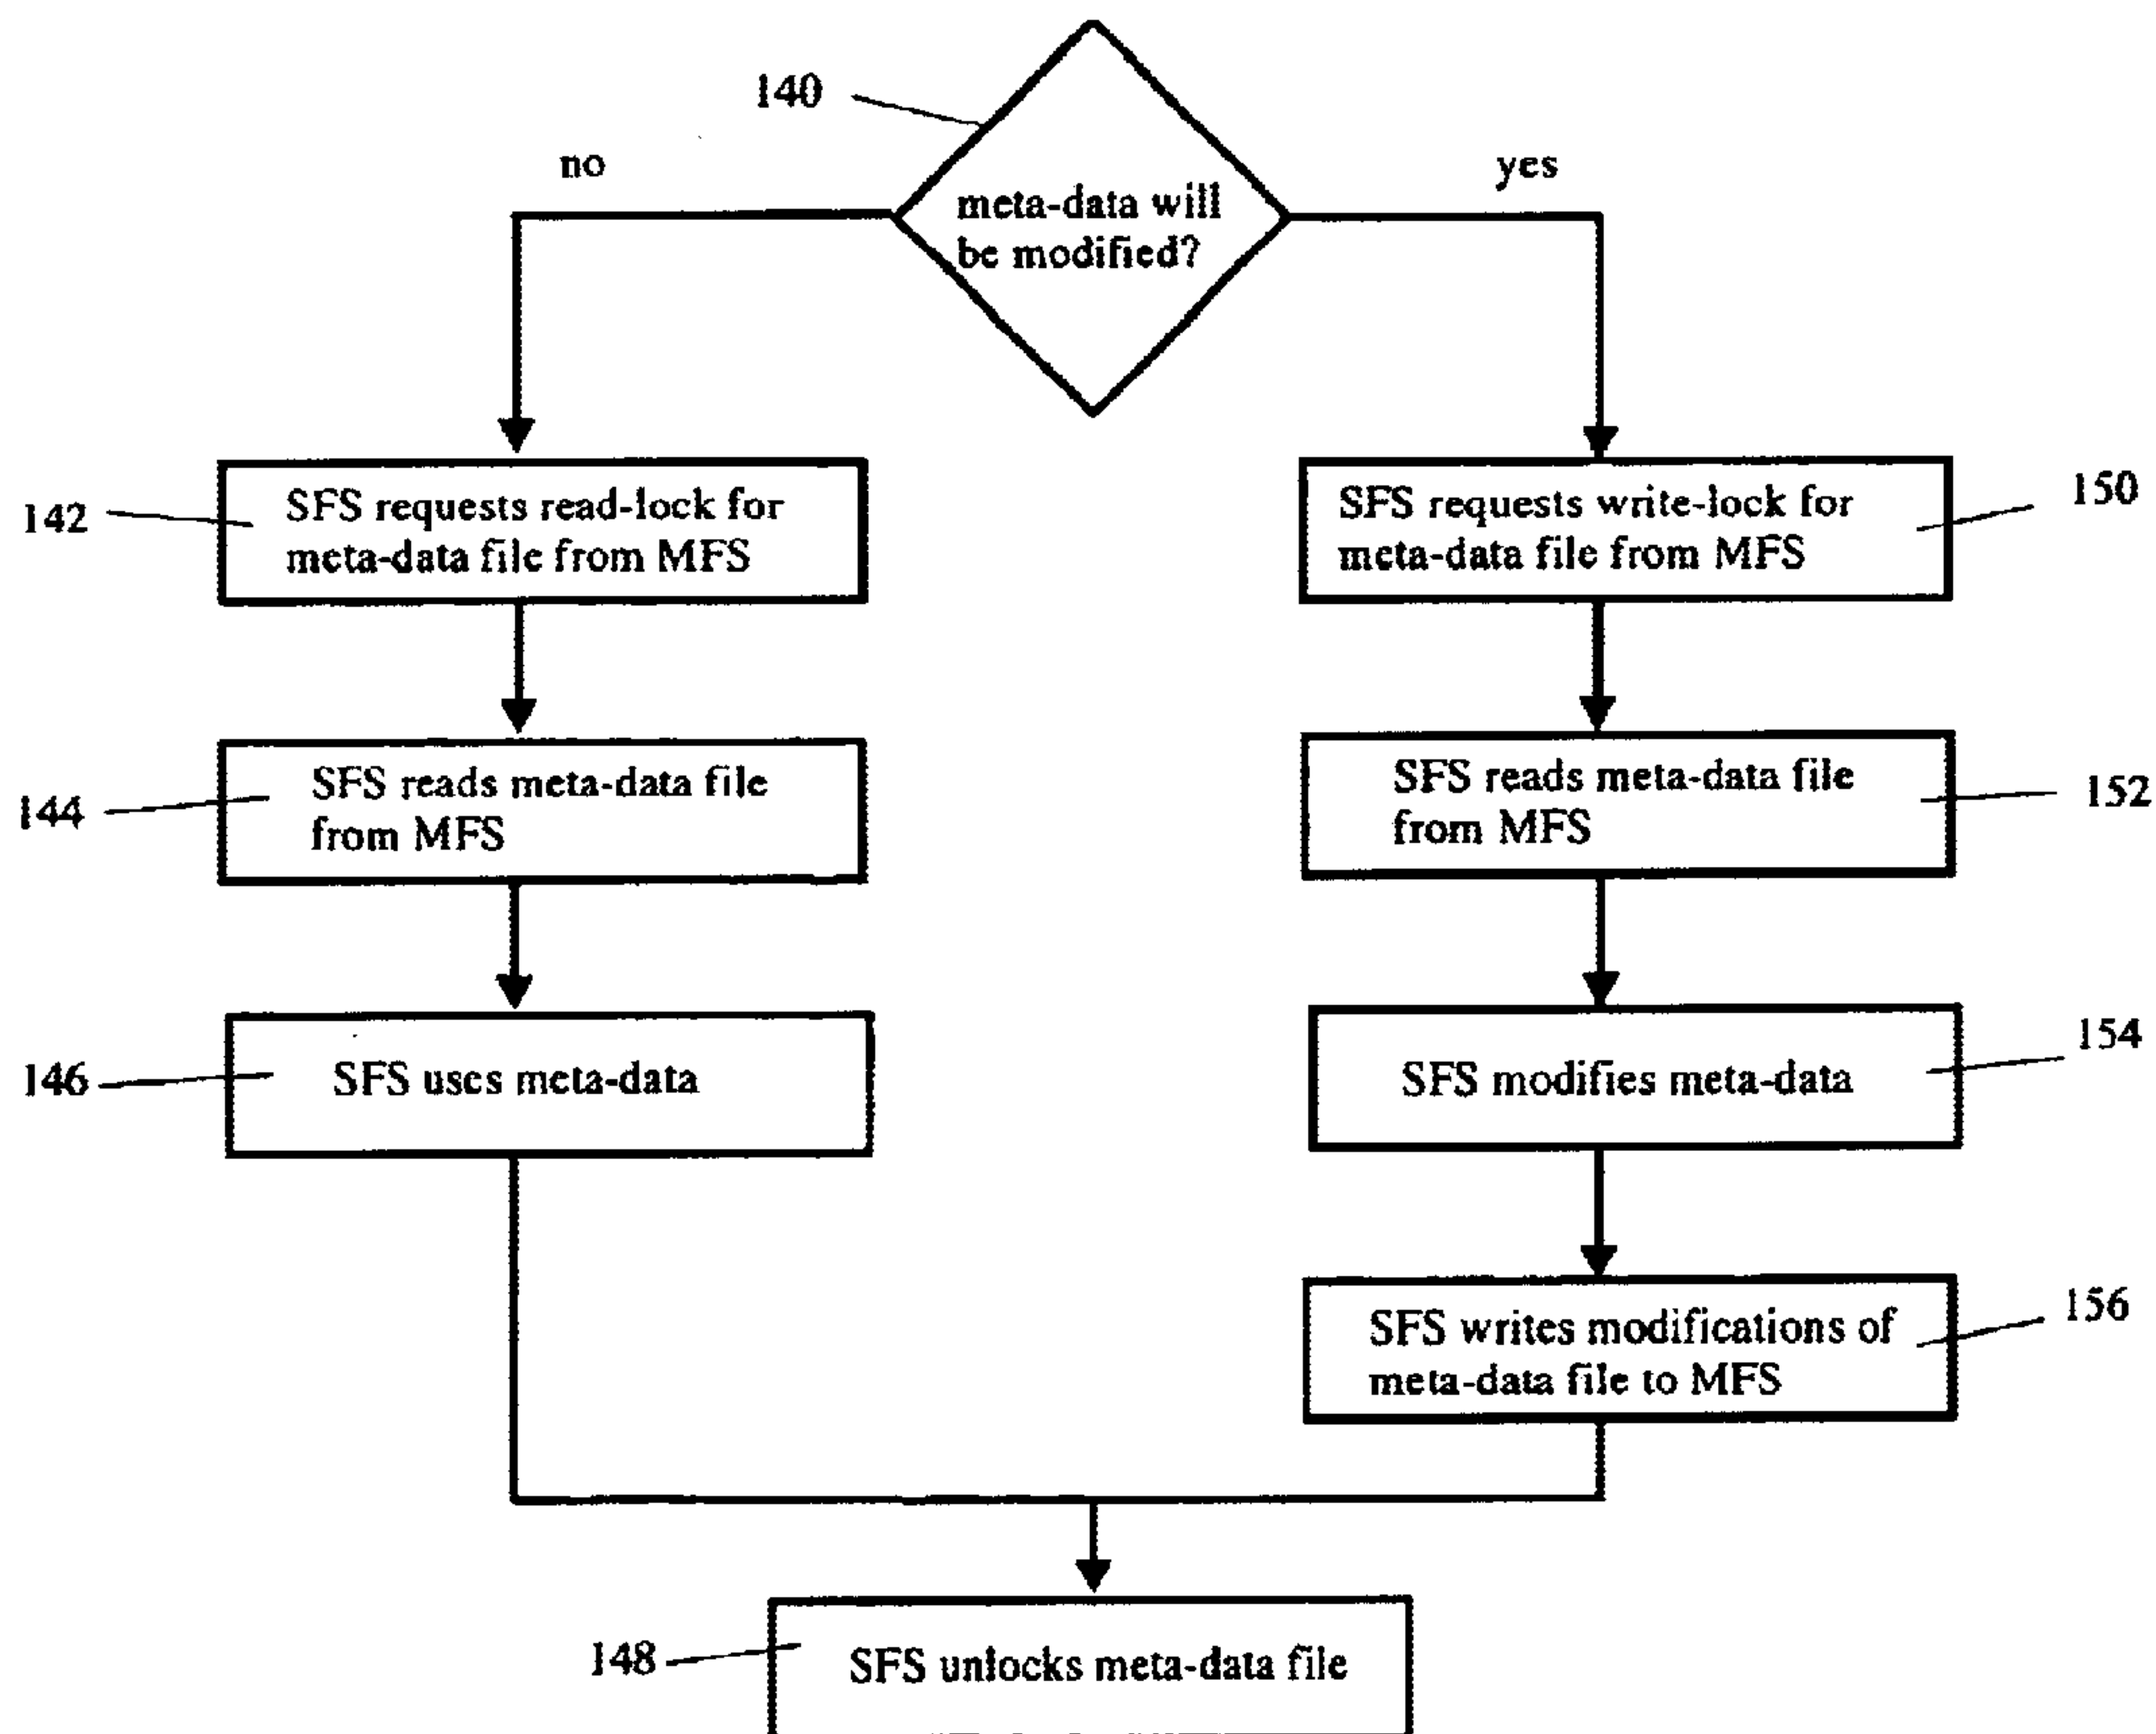 140
no
yes
meta-data will
be modified?
142
SFS requests read-lock for
meta-data file from MFS
SFS requests write-lock for
meta-data file from MFS
150
144
SFS reads meta-data file
from MFS
SFS reads meta-data file
from MFS
152
146
SFS uses meta-data
SFS modifies meta-data
154
SFS writes modifications of
meta-data file to MFS
156
148
SFS unlocks meta-data file